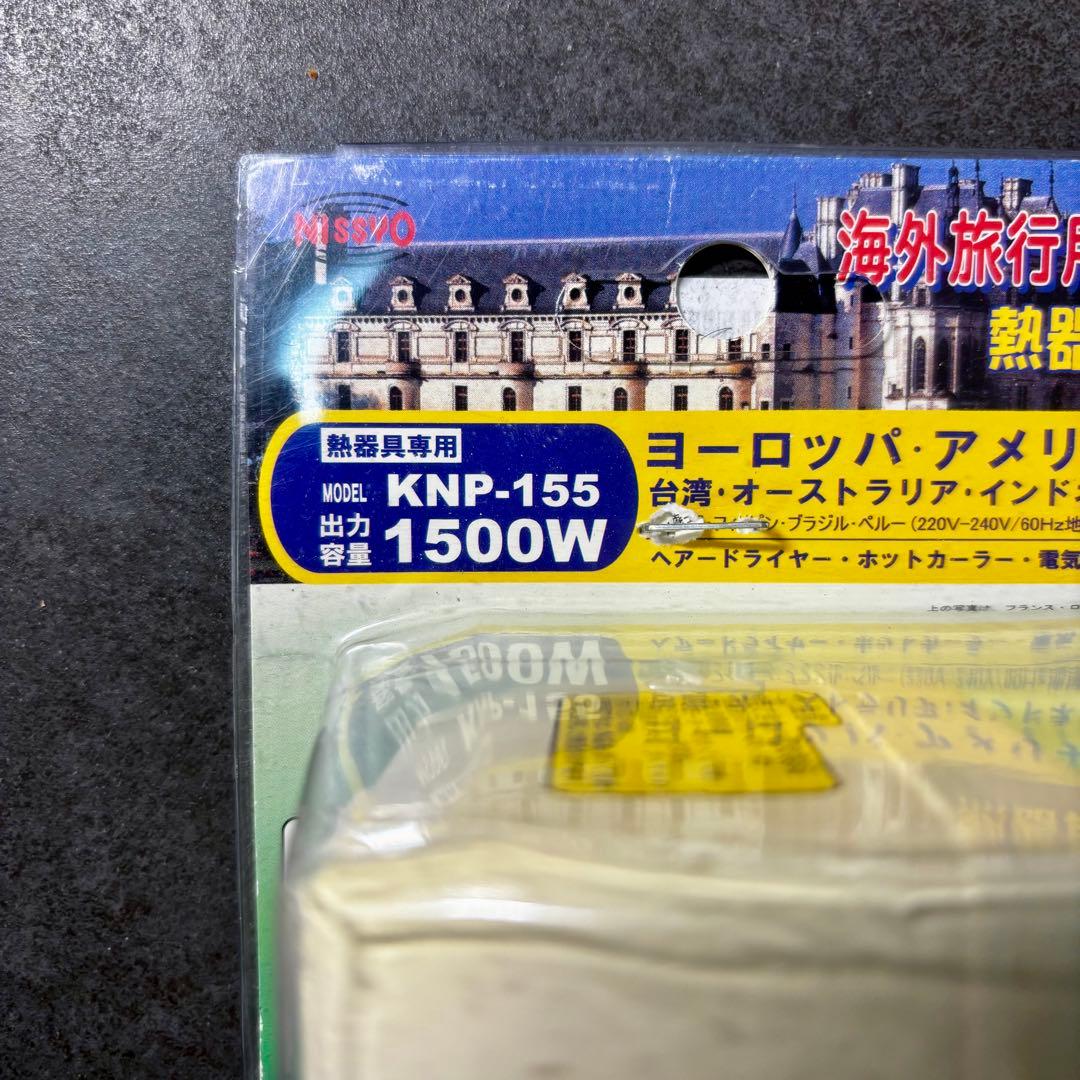 NISSYO
海外旅行用
熱器
熱器具専用
MODEL KNP-155
出力容量 1500W
ヨーロッパ・アメリ
台湾・オーストラリア・インドネ
ン・ブラジル・ペルー(220V-240V/60Hz地
ヘアードライヤー・ホットカーラー・電気
上の写真は フランス・ロ